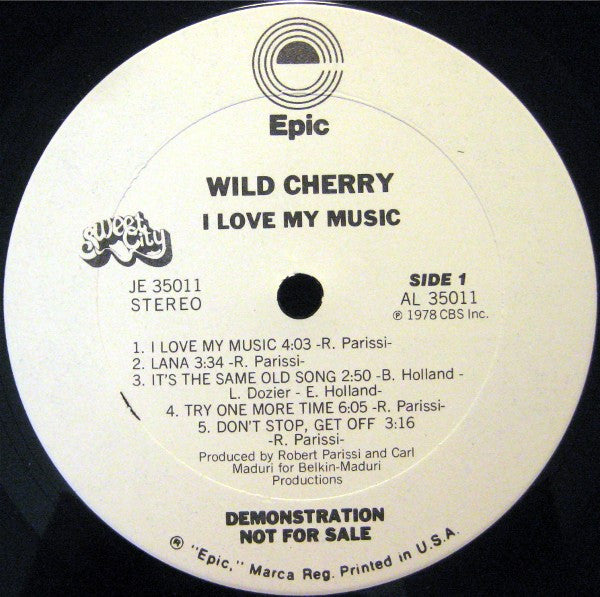 Epic
WILD CHERRY
I LOVE MY MUSIC
Sweet City
JE 35011
STEREO
SIDE 1
AL 35011
℗ 1978 CBS Inc.
1. I LOVE MY MUSIC 4:03 -R. Parissi-
2. LANA 3:34 -R. Parissi-
3. IT'S THE SAME OLD SONG 2:50 -B. Holland -
L. Dozier - E. Holland-
4. TRY ONE MORE TIME 6:05 -R. Parissi-
5. DON'T STOP, GET OFF 3:16
-R. Parissi-
Produced by Robert Parissi and Carl
Maduri for Belkin-Maduri
Productions
DEMONSTRATION
NOT FOR SALE
® "Epic," Marca Reg. Printed in U.S.A.